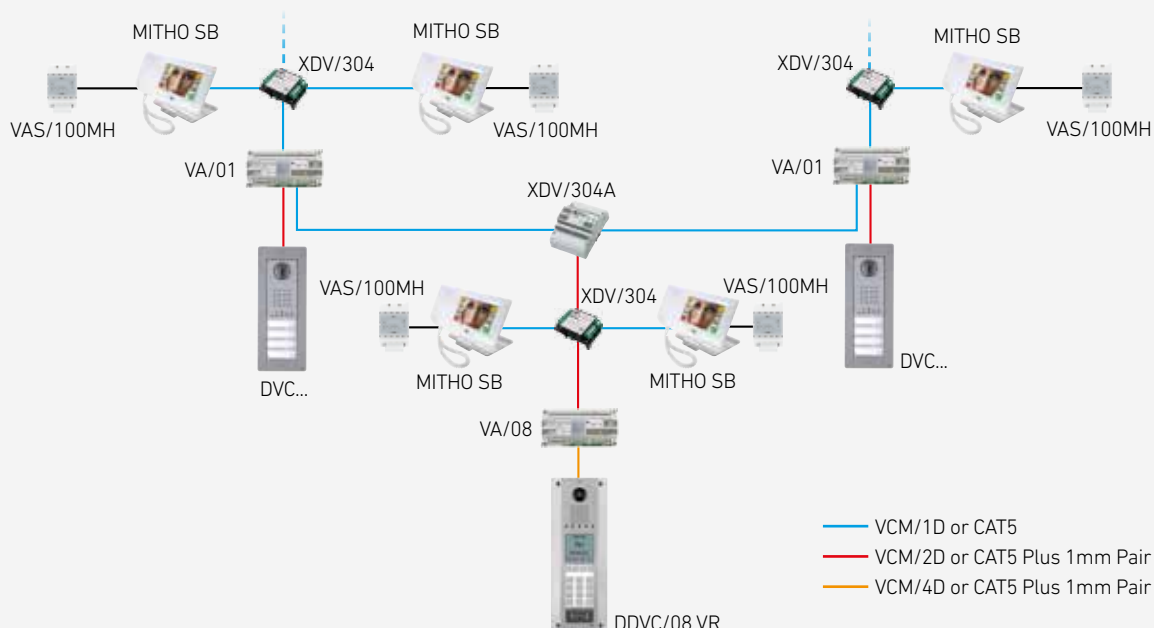 MITHO SB
MITHO SB
MITHO SB
XDV/304
XDV/304
VAS/100MH
VAS/100MH
VAS/100MH
VA/01
VA/01
XDV/304A
VAS/100MH
XDV/304
VAS/100MH
MITHO SB
MITHO SB
DVC...
DVC...
VA/08
VCM/1D or CAT5
VCM/2D or CAT5 Plus 1mm Pair
VCM/4D or CAT5 Plus 1mm Pair
DDVC/08 VR